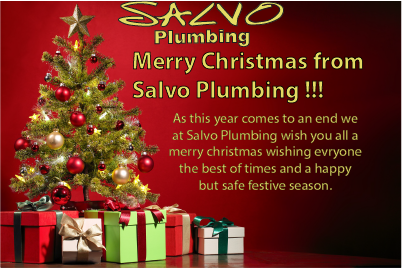 SALVO
Plumbing
Merry Christmas from
Salvo Plumbing !!!
As this year comes to an end we
at Salvo Plumbing wish you all a
merry christmas wishing evryone
the best of times and a happy
but safe festive season.